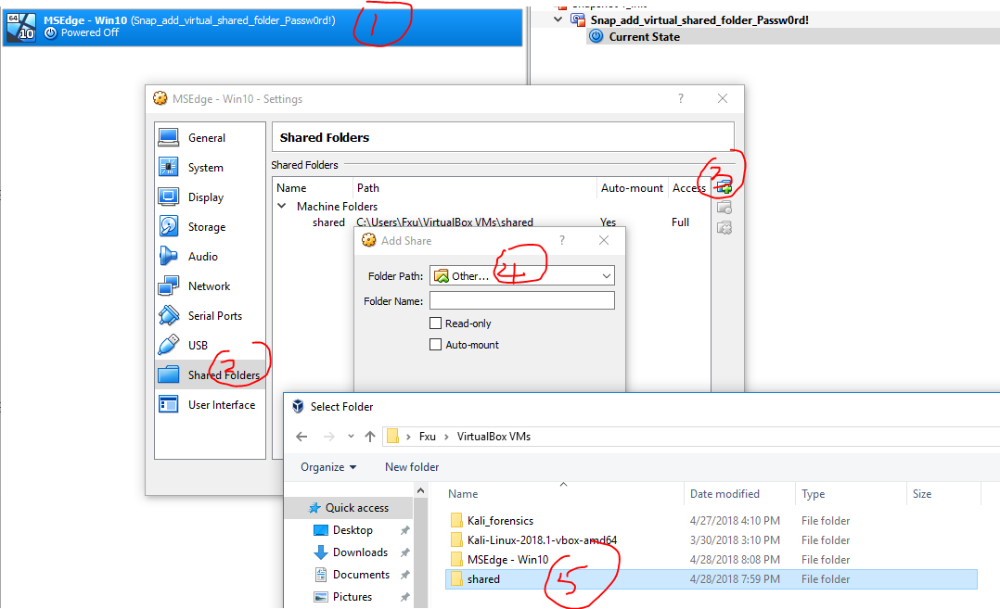 64
10
MSEdge - Win10 (Snap_add_virtual_shared_folder_Passw0rd!)
Powered Off
1
Snap_add_virtual_shared_folder_Passw0rd!
Current State
MSEdge - Win10 - Settings
?
General
System
Display
Storage
Audio
Network
Serial Ports
USB
Shared Folders
2
User Interface
Shared Folders
Shared Folders
3
Name Path Auto-mount Access
Machine Folders
shared C:\Users\Fxu\VirtualBox VMs\shared Yes Full
Add Share
?
Folder Path: Other...
4
Folder Name:
Read-only
Auto-mount
Select Folder
Fxu > VirtualBox VMs
Organize New folder
Quick access
Desktop
Downloads
Documents
Pictures
Name Date modified Type Size
Kali_forensics 4/27/2018 4:10 PM File folder
Kali-Linux-2018.1-vbox-amd64 3/30/2018 3:10 PM File folder
MSEdge - Win10 4/28/2018 8:08 PM File folder
shared 4/28/2018 7:59 PM File folder
5